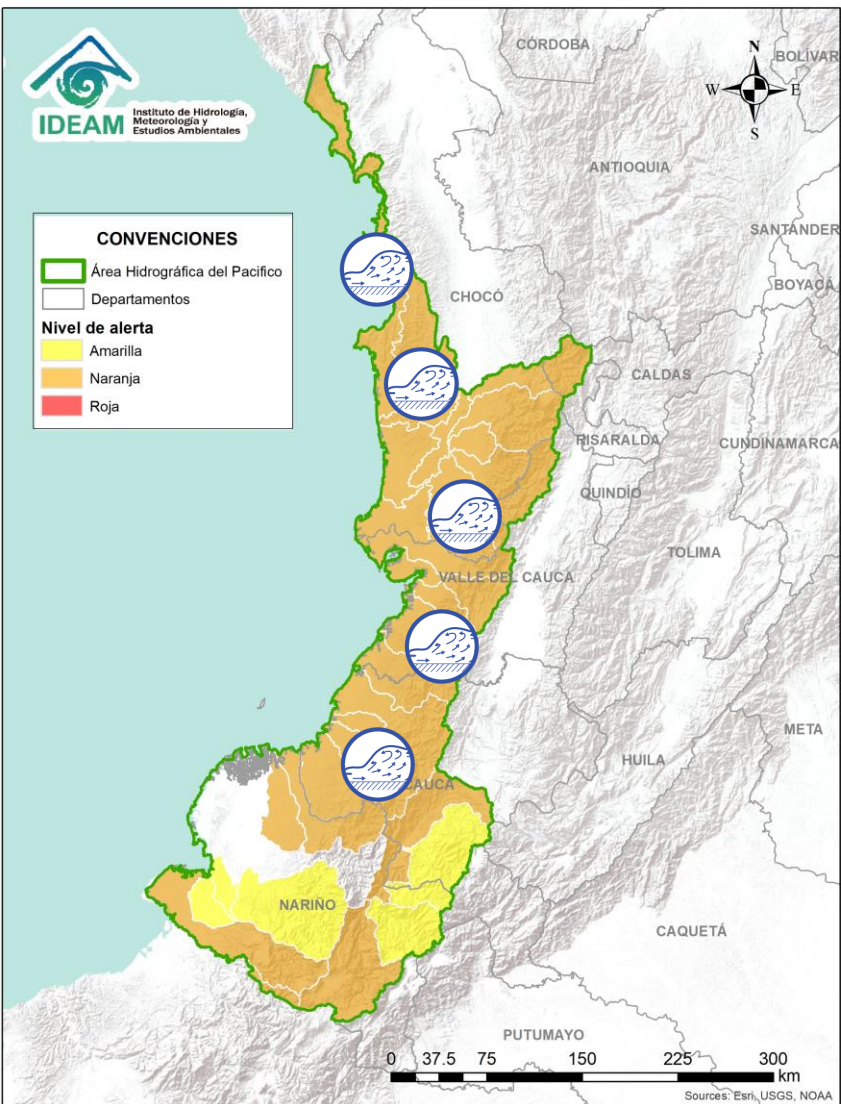 IDEAM
Instituto de Hidrología,
Meteorología y
Estudios Ambientales
N
W
E
S
CÓRDOBA
BOLÍVAR
ANTIOQUIA
SANTANDER
BOYACÁ
CHOCÓ
CALDAS
RISARALDA
CUNDINAMARCA
QUINDÍO
TOLIMA
VALLE DEL CAUCA
META
HUILA
CAUCA
NARIÑO
CAQUETÁ
PUTUMAYO
CONVENCIONES
Área Hidrográfica del Pacifico
Departamentos
Nivel de alerta
Amarilla
Naranja
Roja
0 37.5 75 150 225 300
km
Sources: Esri, USGS, NOAA